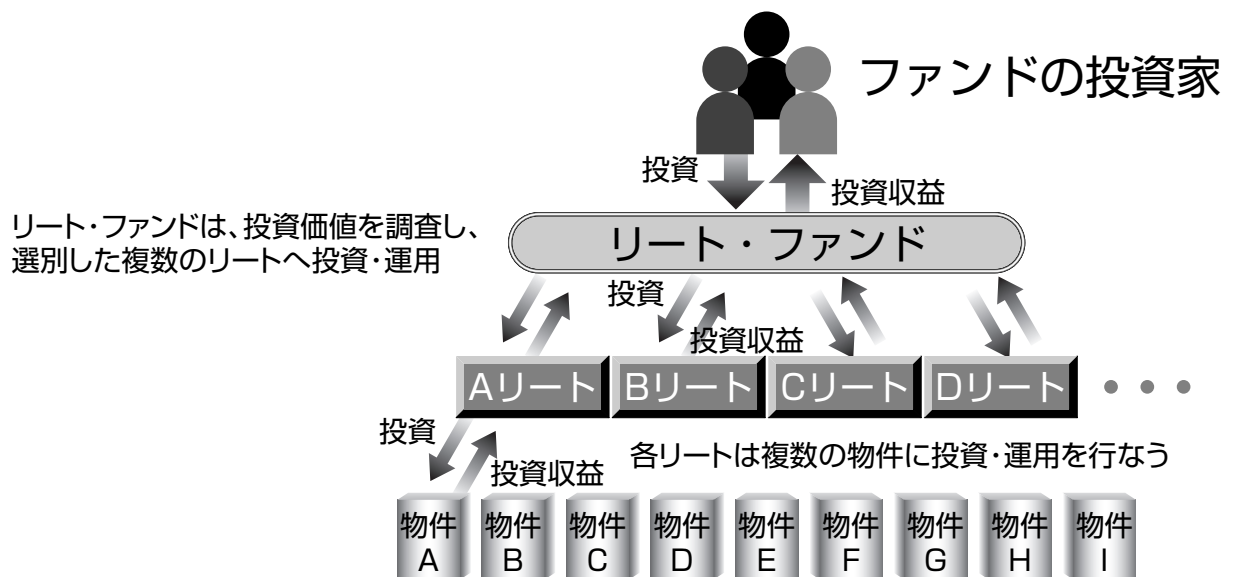 ファンドの投資家
投資
投資収益
リート・ファンドは、投資価値を調査し、
選別した複数のリートへ投資・運用
リート・ファンド
投資
投資収益
Aリート
Bリート
Cリート
Dリート
・・・
投資
投資収益
各リートは複数の物件に投資・運用を行なう
物件
A
物件
B
物件
C
物件
D
物件
E
物件
F
物件
G
物件
H
物件
I